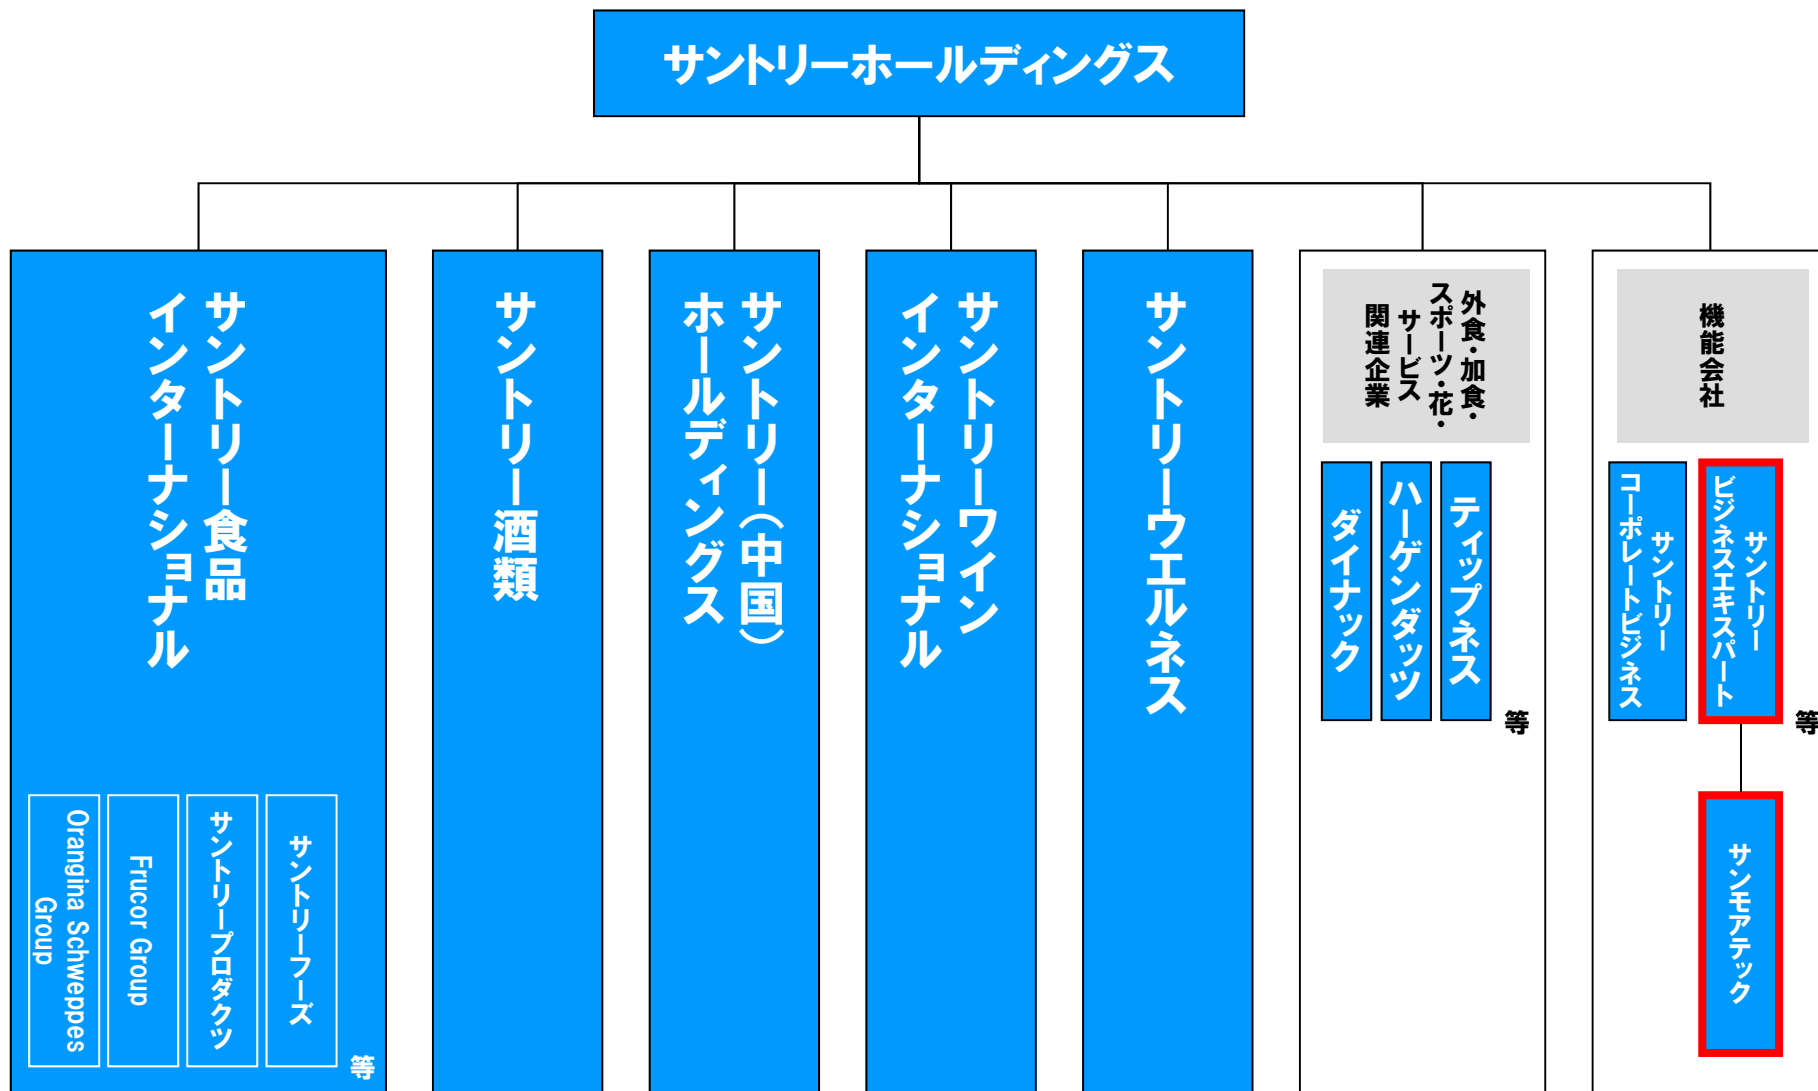 サントリーホールディングス
サントリー食品
インターナショナル
サントリーフーズ
サントリープロダクツ
Frucor Group
Orangina Schweppes
Group
等
サントリー酒類
サントリー(中国)
ホールディングス
サントリーワイン
インターナショナル
サントリーウエルネス
外食・加食・
スポーツ・花・
サービス
関連企業
ティップネス
ハーゲンダッツ
ダイナック
等
機能会社
サントリー
ビジネスエキスパート
サントリー
コーポレートビジネス
等
サンモアテック